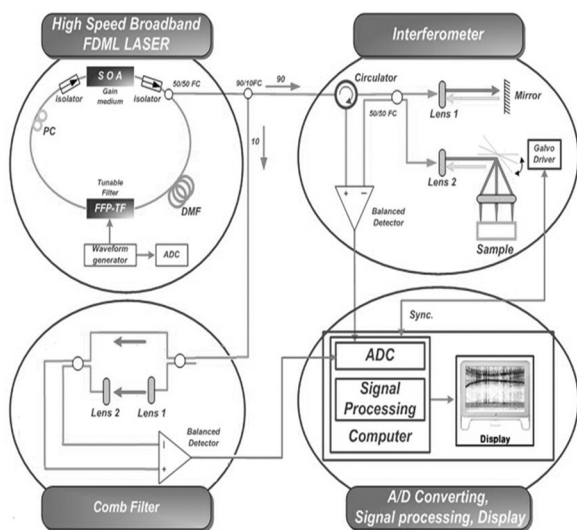 High Speed Broadband
FDML LASER
S O A
Gain
medium
isolator
isolator
50/50 FC
PC
Tunable
Filter
FFP-TF
DMF
Waveform
generator
ADC
90/10FC
90
10
Interferometer
Circulator
50/50 FC
Lens 1
Mirror
Lens 2
Galvo
Driver
+
−
Balanced
Detector
Sample
Sync.
Lens 2
Lens 1
Balanced
Detector
−
+
Comb Filter
ADC
Signal
Processing
Computer
Display
A/D Converting,
Signal processing, Display